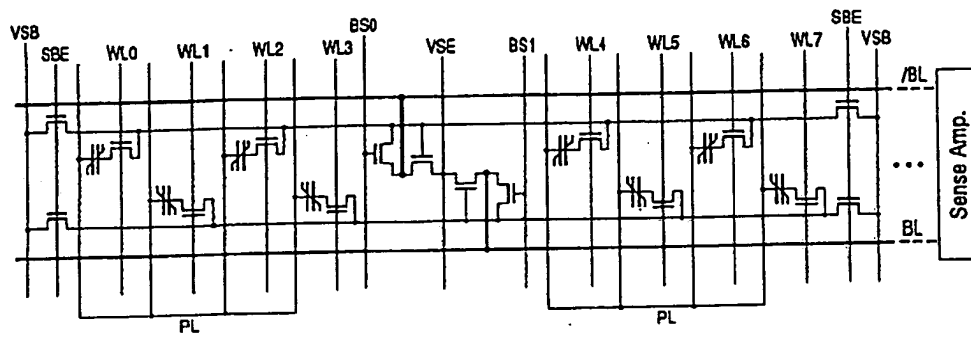 VSB SBE WL0 WL1 WL2 WL3 BS0 VSE BS1 WL4 WL5 WL6 WL7 SBE VSB
/BL
Sense Amp.
BL
PL PL